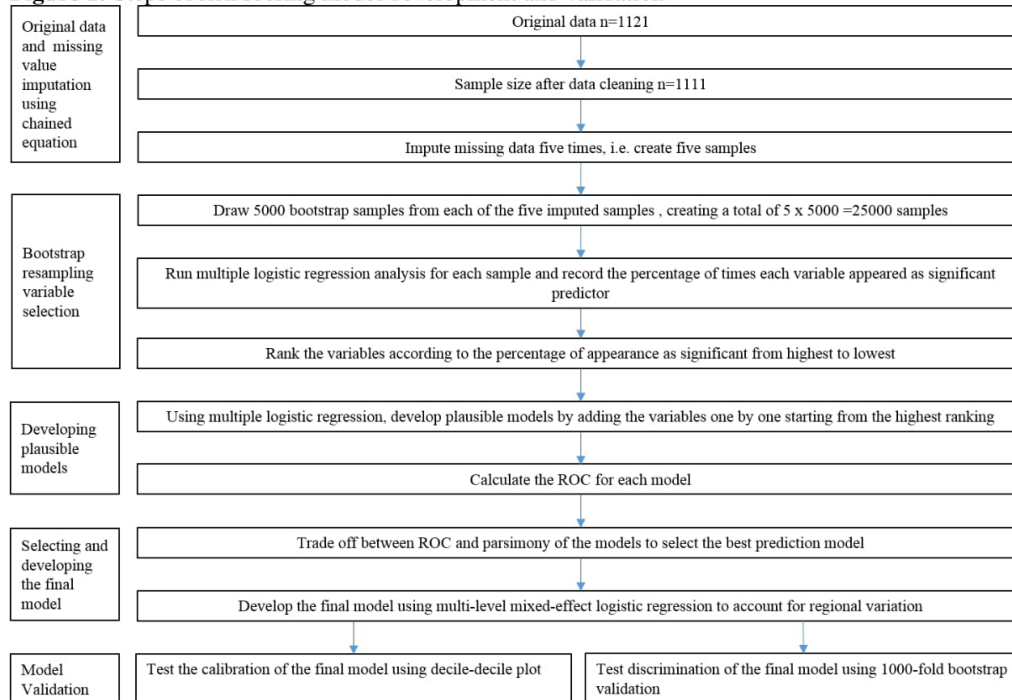 Original data
and missing
value
imputation
using
chained
equation
Original data n=1121
Sample size after data cleaning n=1111
Impute missing data five times, i.e. create five samples
Bootstrap
resampling
variable
selection
Draw 5000 bootstrap samples from each of the five imputed samples , creating a total of 5 x 5000 =25000 samples
Run multiple logistic regression analysis for each sample and record the percentage of times each variable appeared as significant
predictor
Rank the variables according to the percentage of appearance as significant from highest to lowest
Developing
plausible
models
Using multiple logistic regression, develop plausible models by adding the variables one by one starting from the highest ranking
Calculate the ROC for each model
Selecting and
developing
the final
model
Trade off between ROC and parsimony of the models to select the best prediction model
Develop the final model using multi-level mixed-effect logistic regression to account for regional variation
Model
Validation
Test the calibration of the final model using decile-decile plot
Test discrimination of the final model using 1000-fold bootstrap
validation